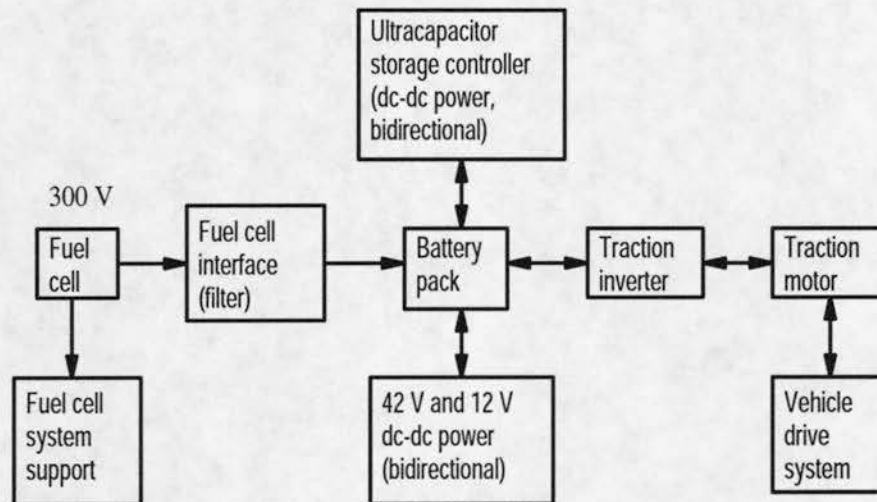 Ultracapacitor
storage controller
(dc-dc power,
bidirectional)
300 V
Fuel
cell
Fuel cell
interface
(filter)
Battery
pack
Traction
inverter
Traction
motor
Fuel cell
system
support
42 V and 12 V
dc-dc power
(bidirectional)
Vehicle
drive
system